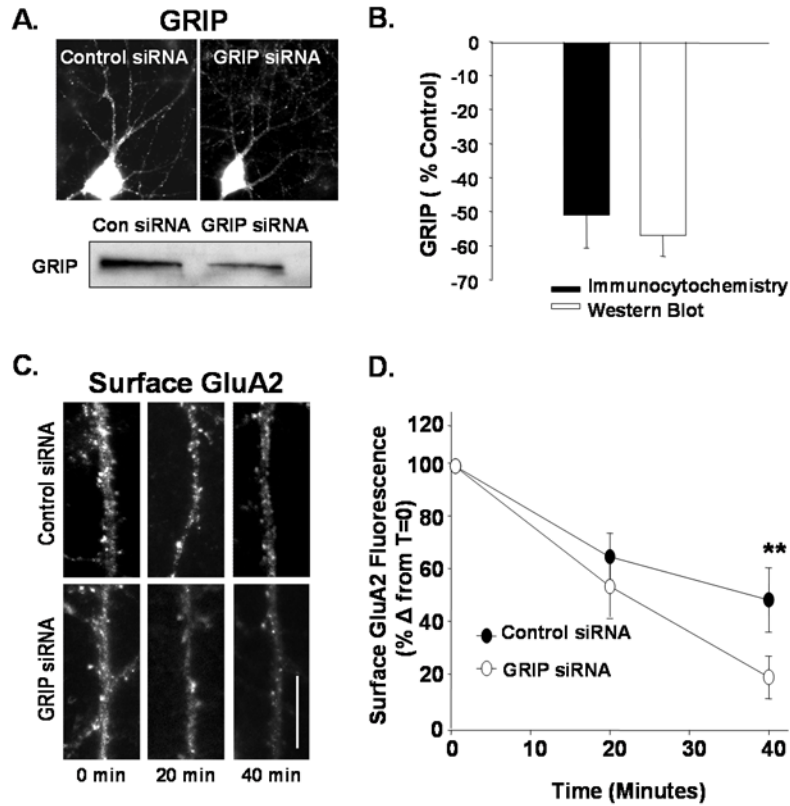 A.
GRIP
Control siRNA
GRIP siRNA
Con siRNA GRIP siRNA
GRIP
B.
0
-10
-20
-30
-40
-50
-60
-70
GRIP ( % Control)
Immunocytochemistry
Western Blot
C.
Surface GluA2
Control siRNA
GRIP siRNA
0 min
20 min
40 min
D.
120
100
80
60
40
20
0
Surface GluA2 Fluorescence
(% Δ from T=0)
**
Control siRNA
GRIP siRNA
0 10 20 30 40
Time (Minutes)